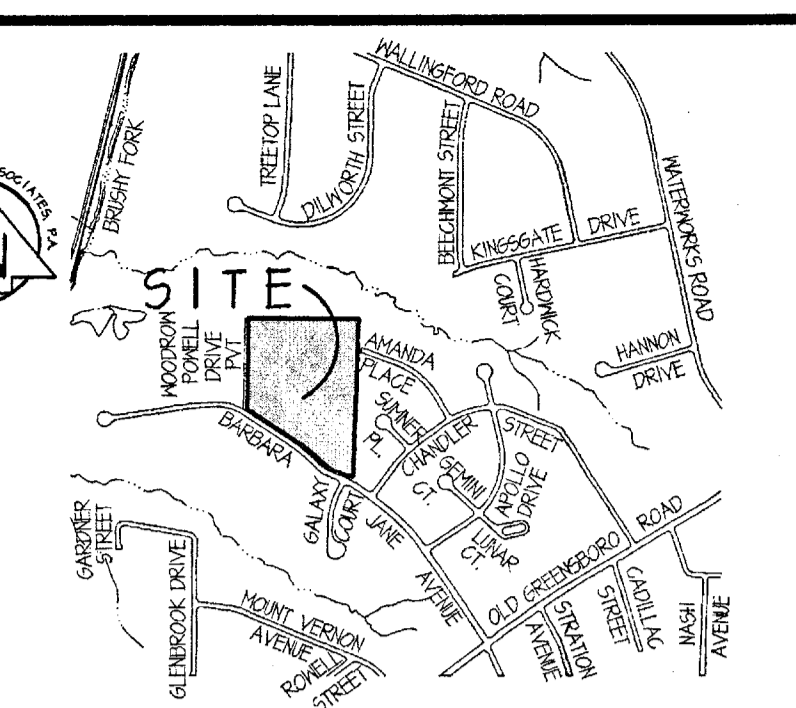 WALLINGFORD ROAD
TREETOP LANE
DILWORTH STREET
BRUSHY FORK
BEECHMONT STREET
WATERWORKS ROAD
KINGSGATE DRIVE
HARDWICK
COURT
SOCIATES, P.A.
N
SITE
HANNON
DRIVE
WOODROW
POWELL
DRIVE
PVT
AMANDA
PLACE
SUMNER
PL.
CHANDLER STREET
BARBARA JANE AVENUE
GEMINI
CT.
APOLLO
DRIVE
LUNAR
CT.
GALAXY
COURT
OLD GREENSBORO ROAD
GARDNER
STREET
GLENBROOK DRIVE
MOUNT VERNON
AVENUE
ROWELL
STREET
STRATION
AVENUE
CADILLAC
STREET
NASH
AVENUE